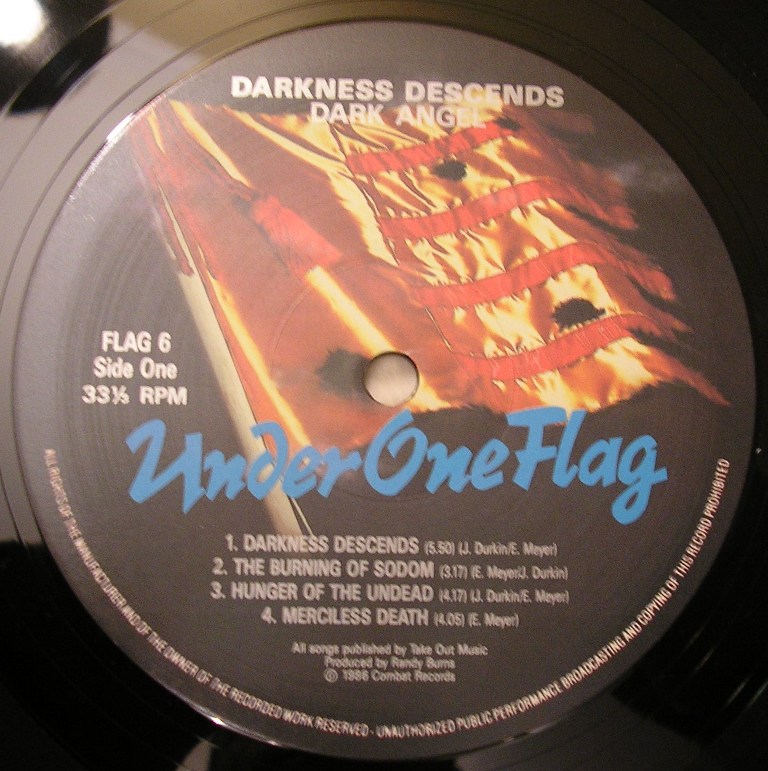 DARKNESS DESCENDS
DARK ANGEL
FLAG 6
Side One
33⅓ RPM
Under One Flag
1. DARKNESS DESCENDS (5.50) (J. Durkin/E. Meyer)
2. THE BURNING OF SODOM (3.17) (E. Meyer/J. Durkin)
3. HUNGER OF THE UNDEAD (4.17) (J. Durkin/E. Meyer)
4. MERCILESS DEATH (4.05) (E. Meyer)
All songs published by Take Out Music
Produced by Randy Burns
℗ 1986 Combat Records
ALL RIGHTS OF THE MANUFACTURER AND OF THE OWNER OF THE RECORDED WORK RESERVED - UNAUTHORIZED PUBLIC PERFORMANCE BROADCASTING AND COPYING OF THIS RECORD PROHIBITED